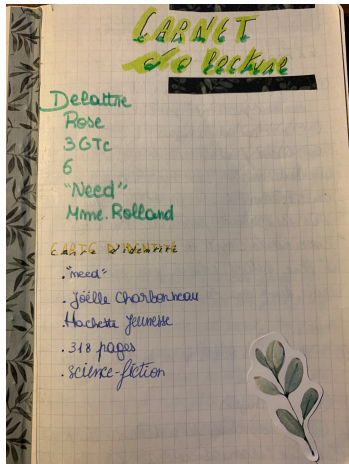 CARNET
de lecture
Delattre
Rose
3GTC
6
"Need"
Mme. Rolland
CARTE D'IDENTITÉ
."need"
. Joëlle Charbonneau
.Hachette Jeunesse
.318 pages
.science-fiction